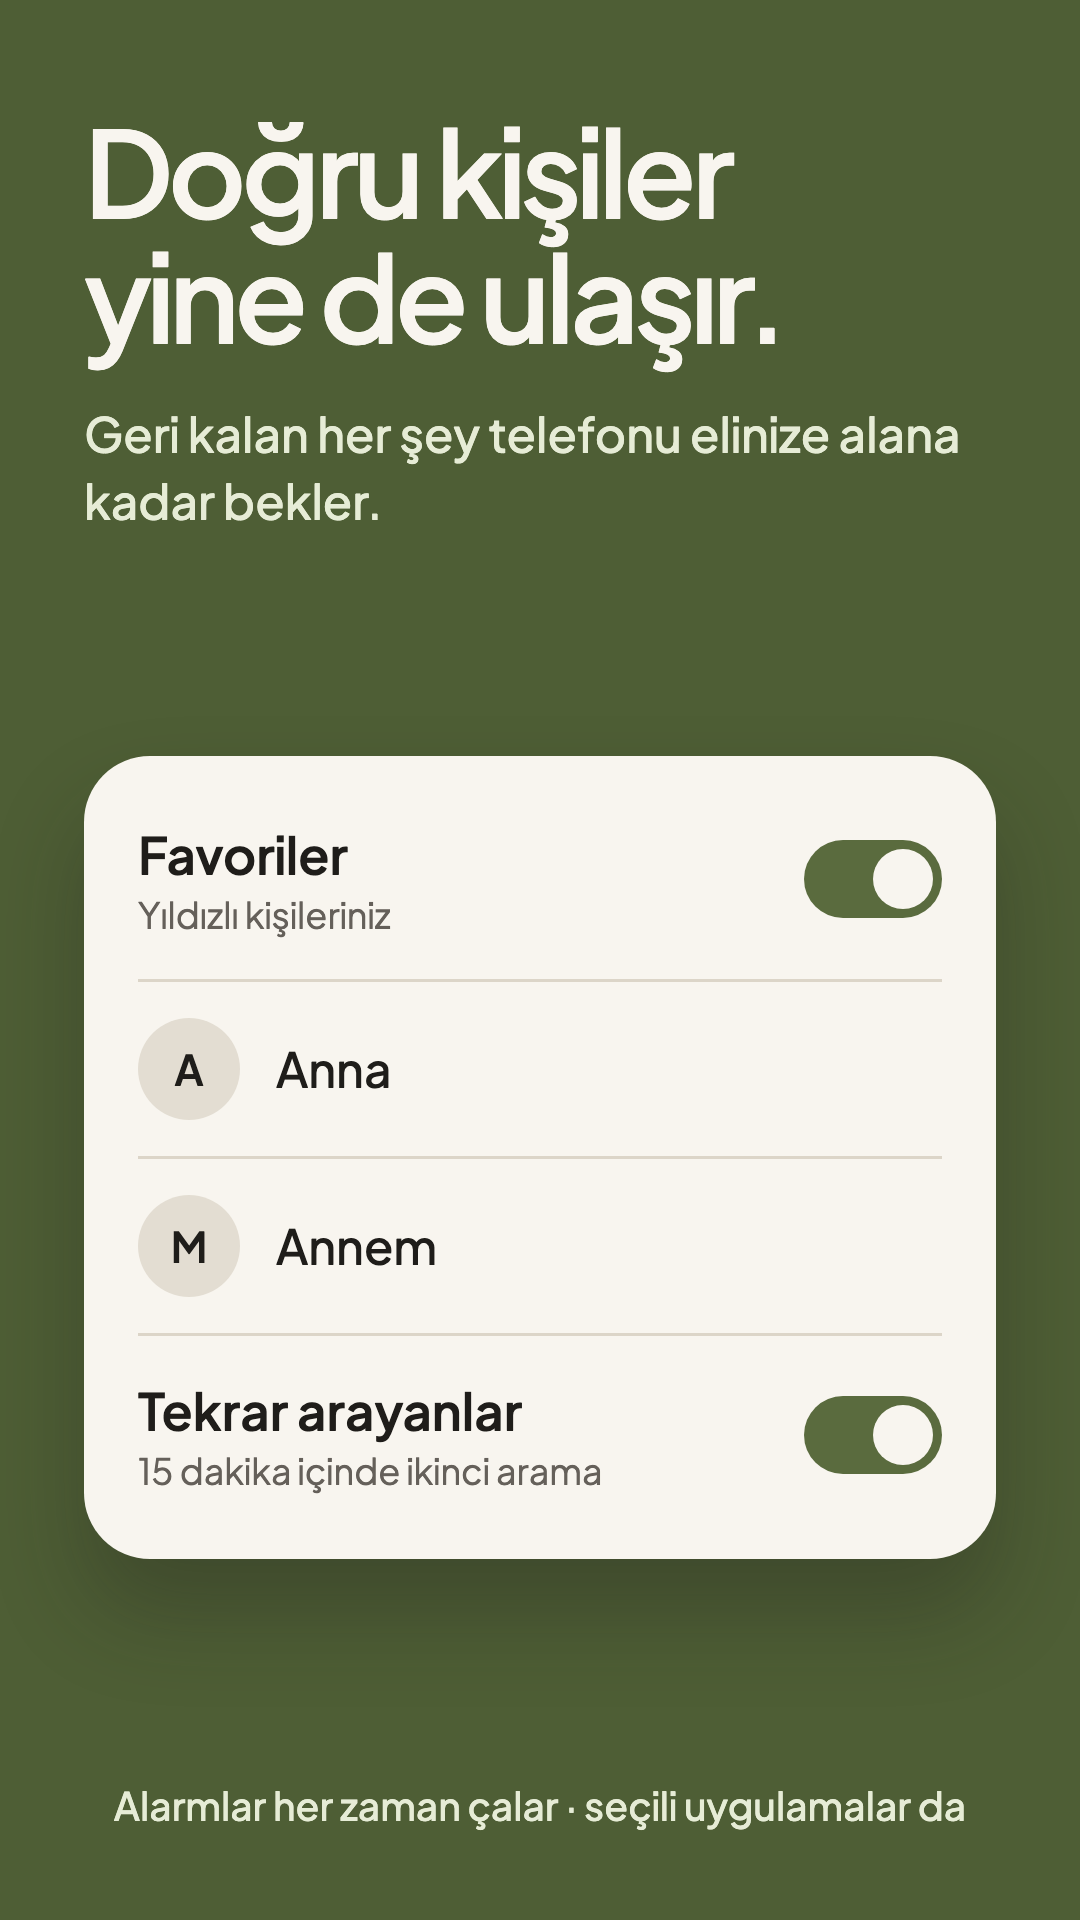 Doğru kişiler
yine de ulaşır.
Geri kalan her şey telefonu elinize alana
kadar bekler.
Favoriler
Yıldızlı kişileriniz
A
Anna
M
Annem
Tekrar arayanlar
15 dakika içinde ikinci arama
Alarmlar her zaman çalar · seçili uygulamalar da